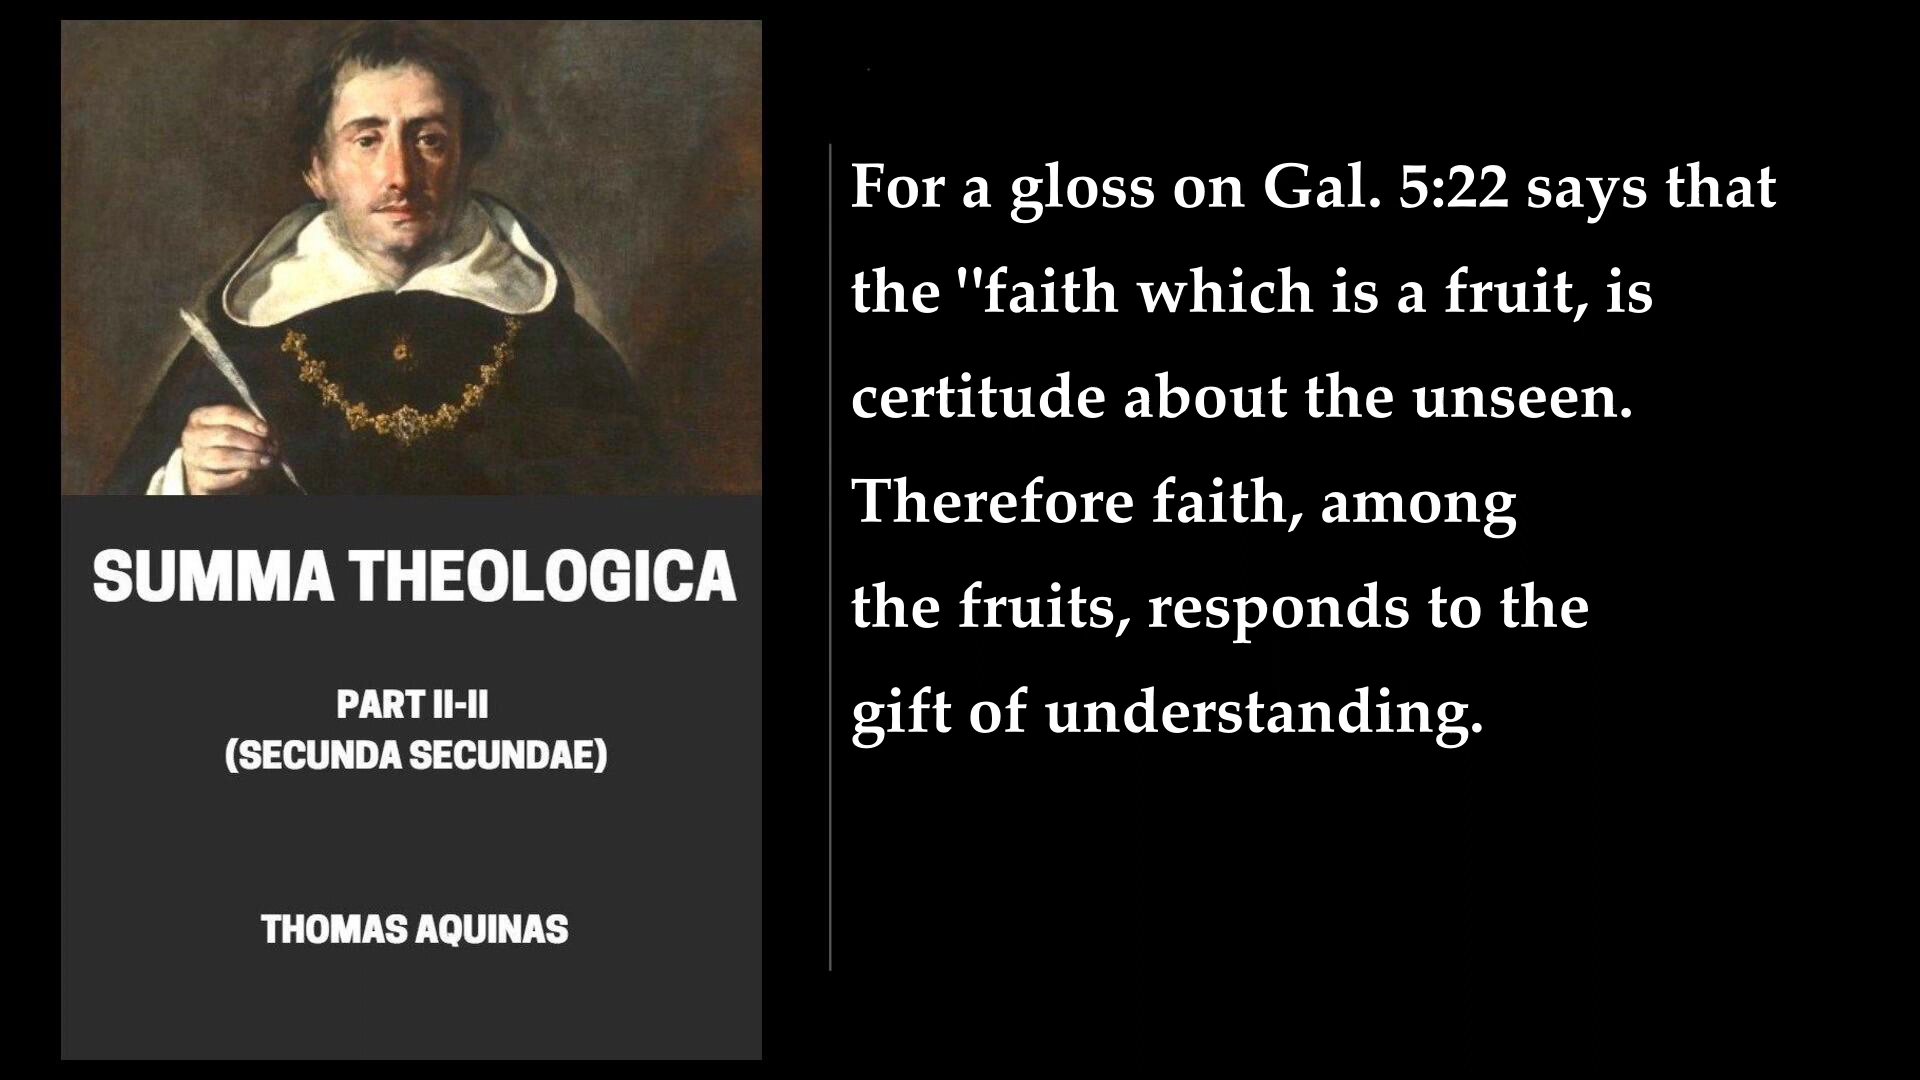 SUMMA THEOLOGICA
PART II-II
(SECUNDA SECUNDAE)
THOMAS AQUINAS
For a gloss on Gal. 5:22 says that
the "faith which is a fruit, is
certitude about the unseen.
Therefore faith, among
the fruits, responds to the
gift of understanding.